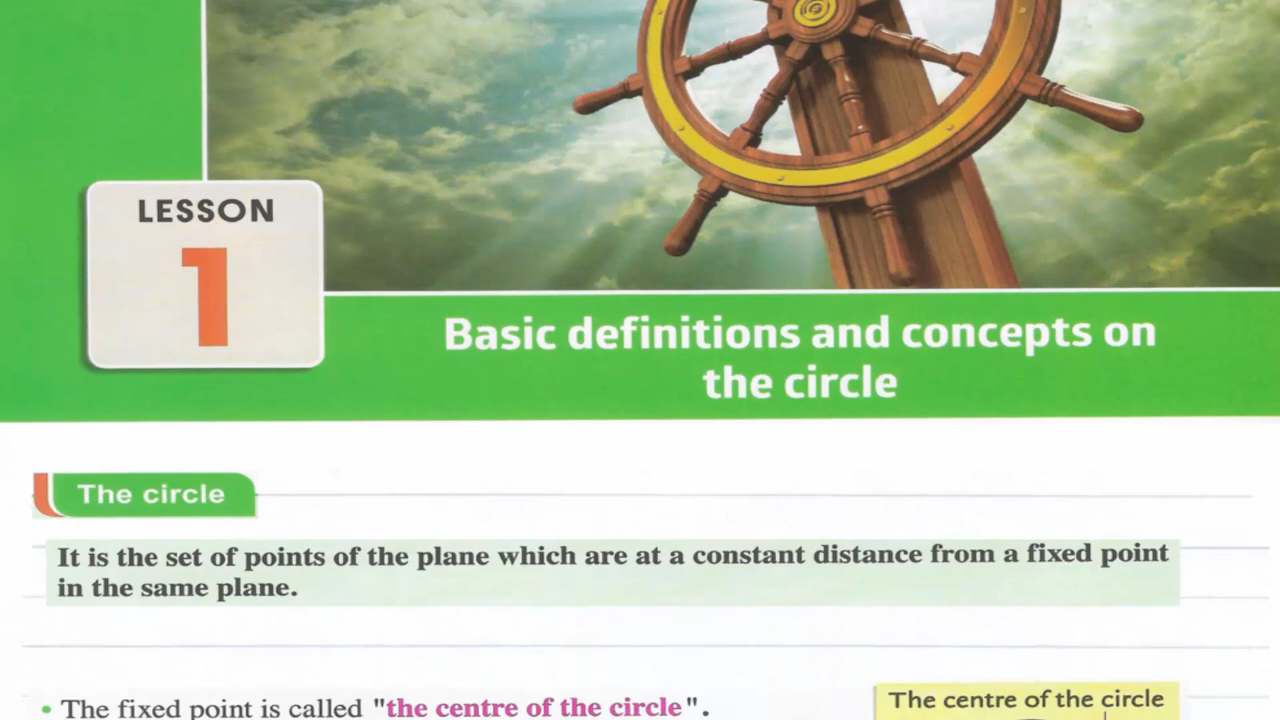 LESSON
1
Basic definitions and concepts on
the circle
The circle
It is the set of points of the plane which are at a constant distance from a fixed point
in the same plane.
• The fixed point is called "the centre of the circle".
The centre of the circle